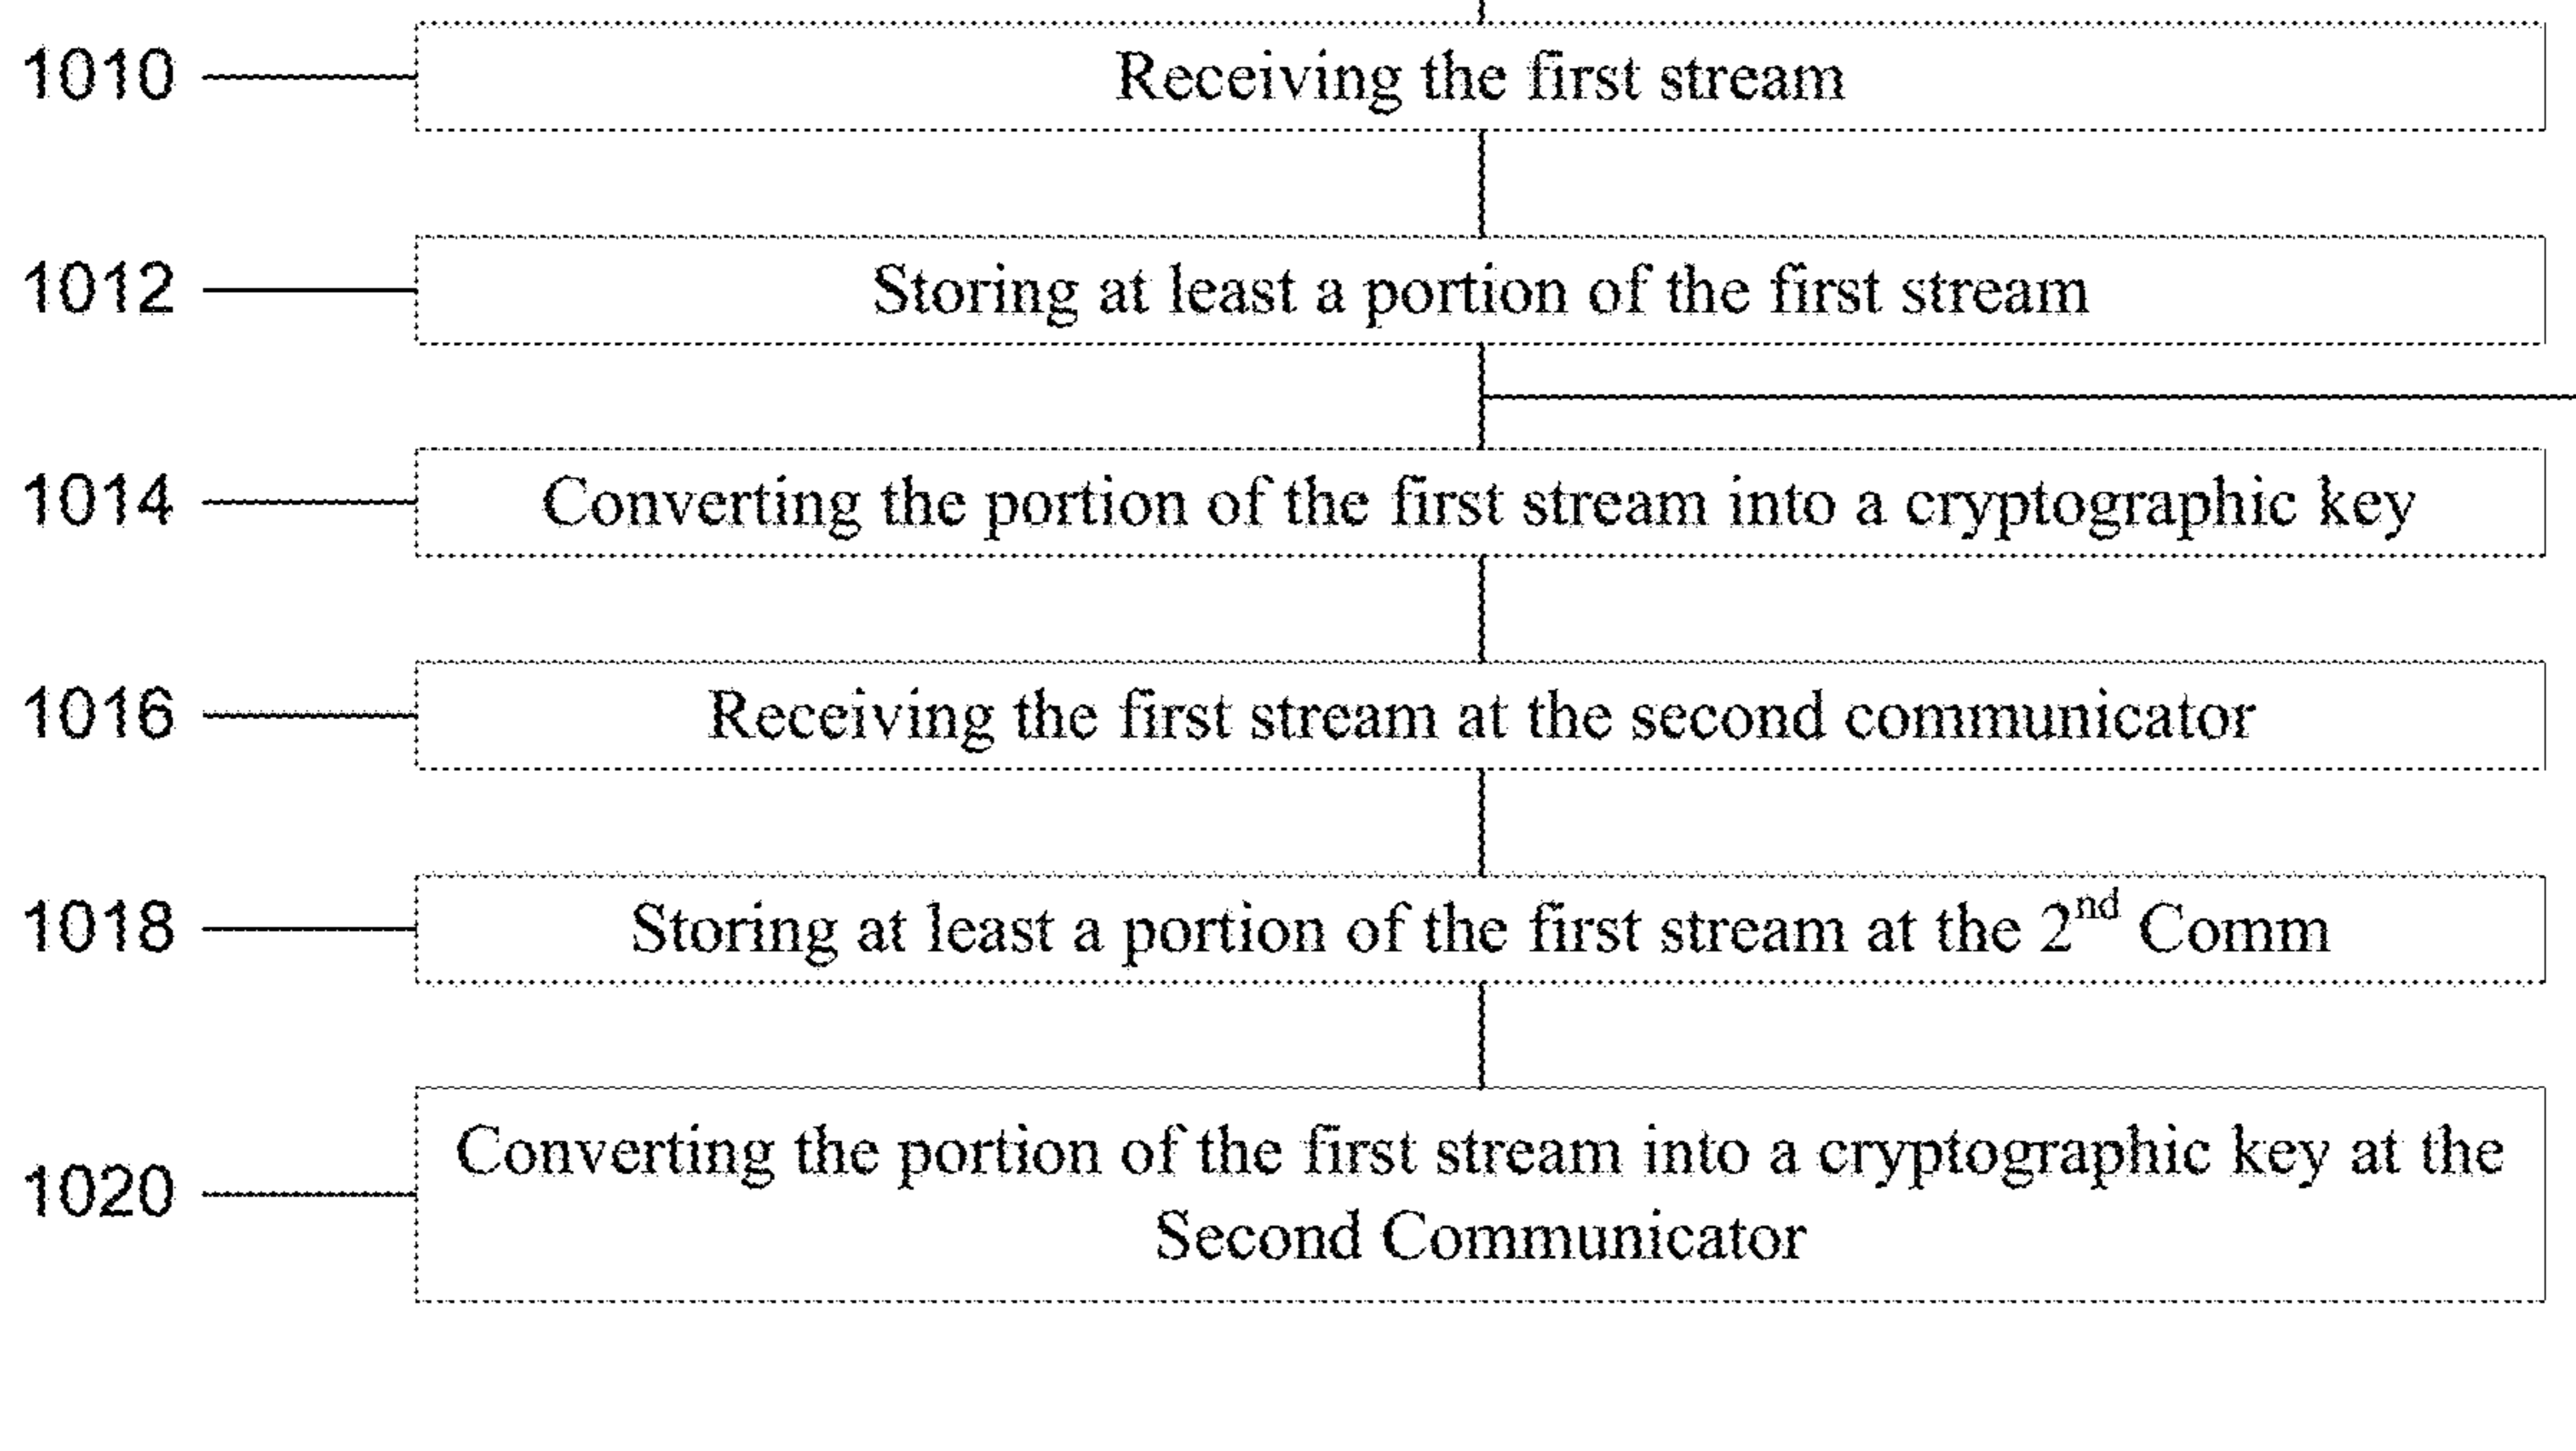 1010 Receiving the first stream
1012 Storing at least a portion of the first stream
1014 Converting the portion of the first stream into a cryptographic key
1016 Receiving the first stream at the second communicator
1018 Storing at least a portion of the first stream at the 2nd Comm
1020 Converting the portion of the first stream into a cryptographic key at the
Second Communicator